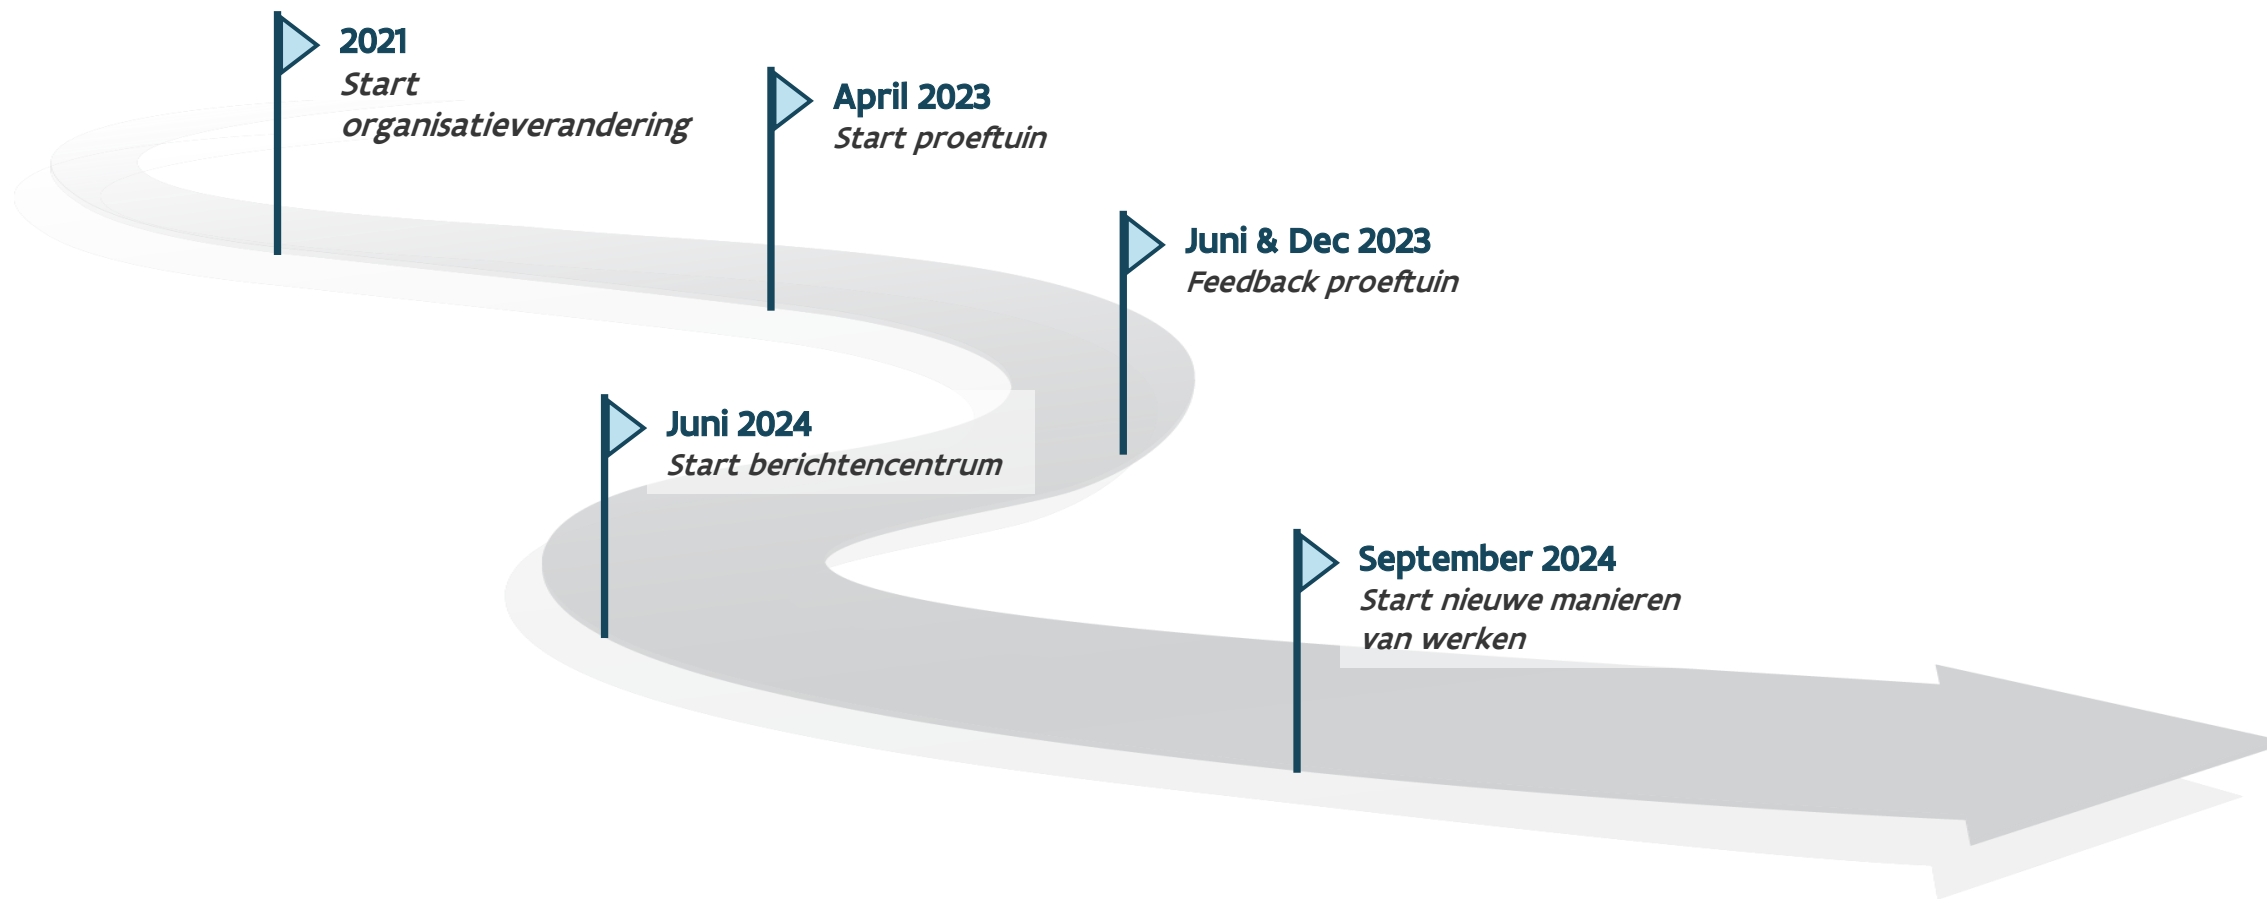 2021
Start
organisatieverandering
April 2023
Start proeftuin
Juni & Dec 2023
Feedback proeftuin
Juni 2024
Start berichtencentrum
September 2024
Start nieuwe manieren
van werken